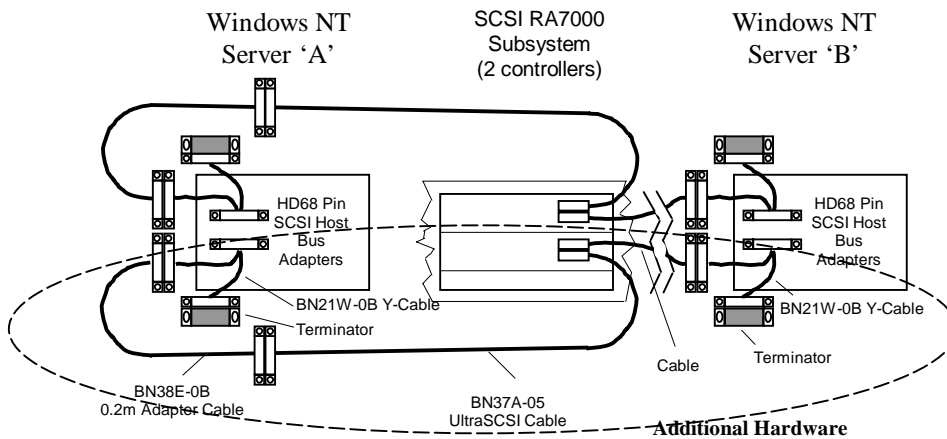 Windows NT
Server ‘A’
SCSI RA7000
Subsystem
(2 controllers)
Windows NT
Server ‘B’
HD68 Pin
SCSI Host
Bus
Adapters
HD68 Pin
SCSI Host
Bus
Adapters
BN21W-0B Y-Cable
Terminator
BN21W-0B Y-Cable
Terminator
Cable
BN38E-0B
0.2m Adaptor Cable
BN37A-05
UltraSCSI Cable
Additional Hardware